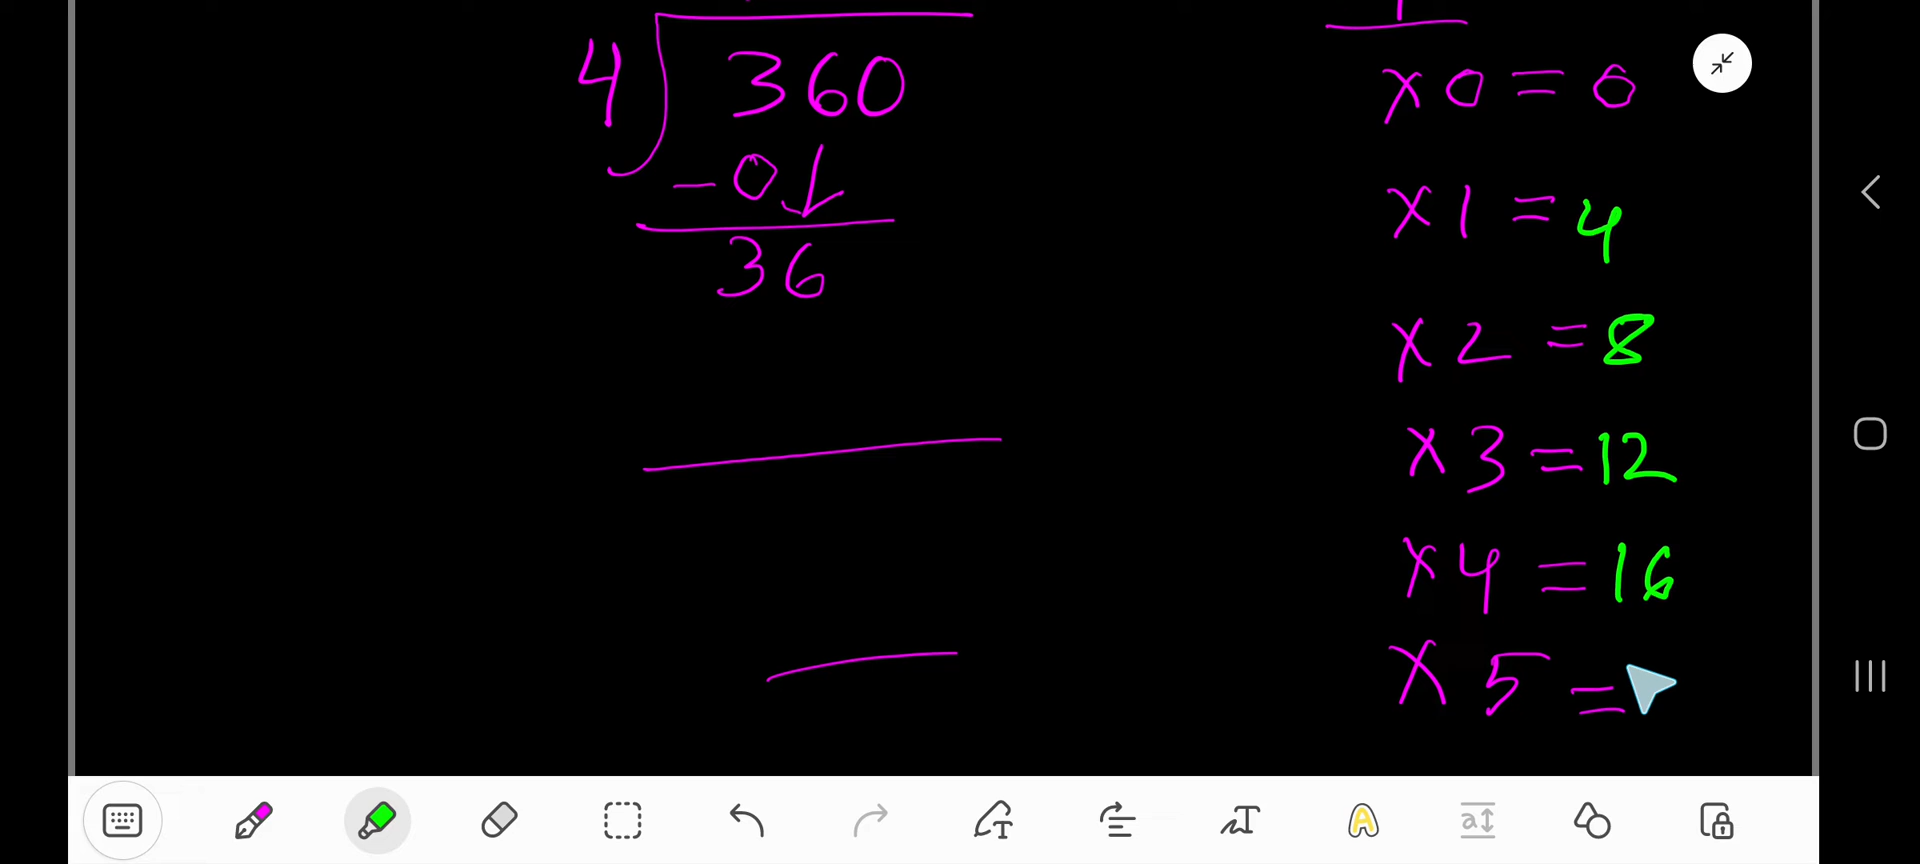 4 360
-0↓
36
x0=0
x1=4
x2=8
x3=12
x4=16
x5=